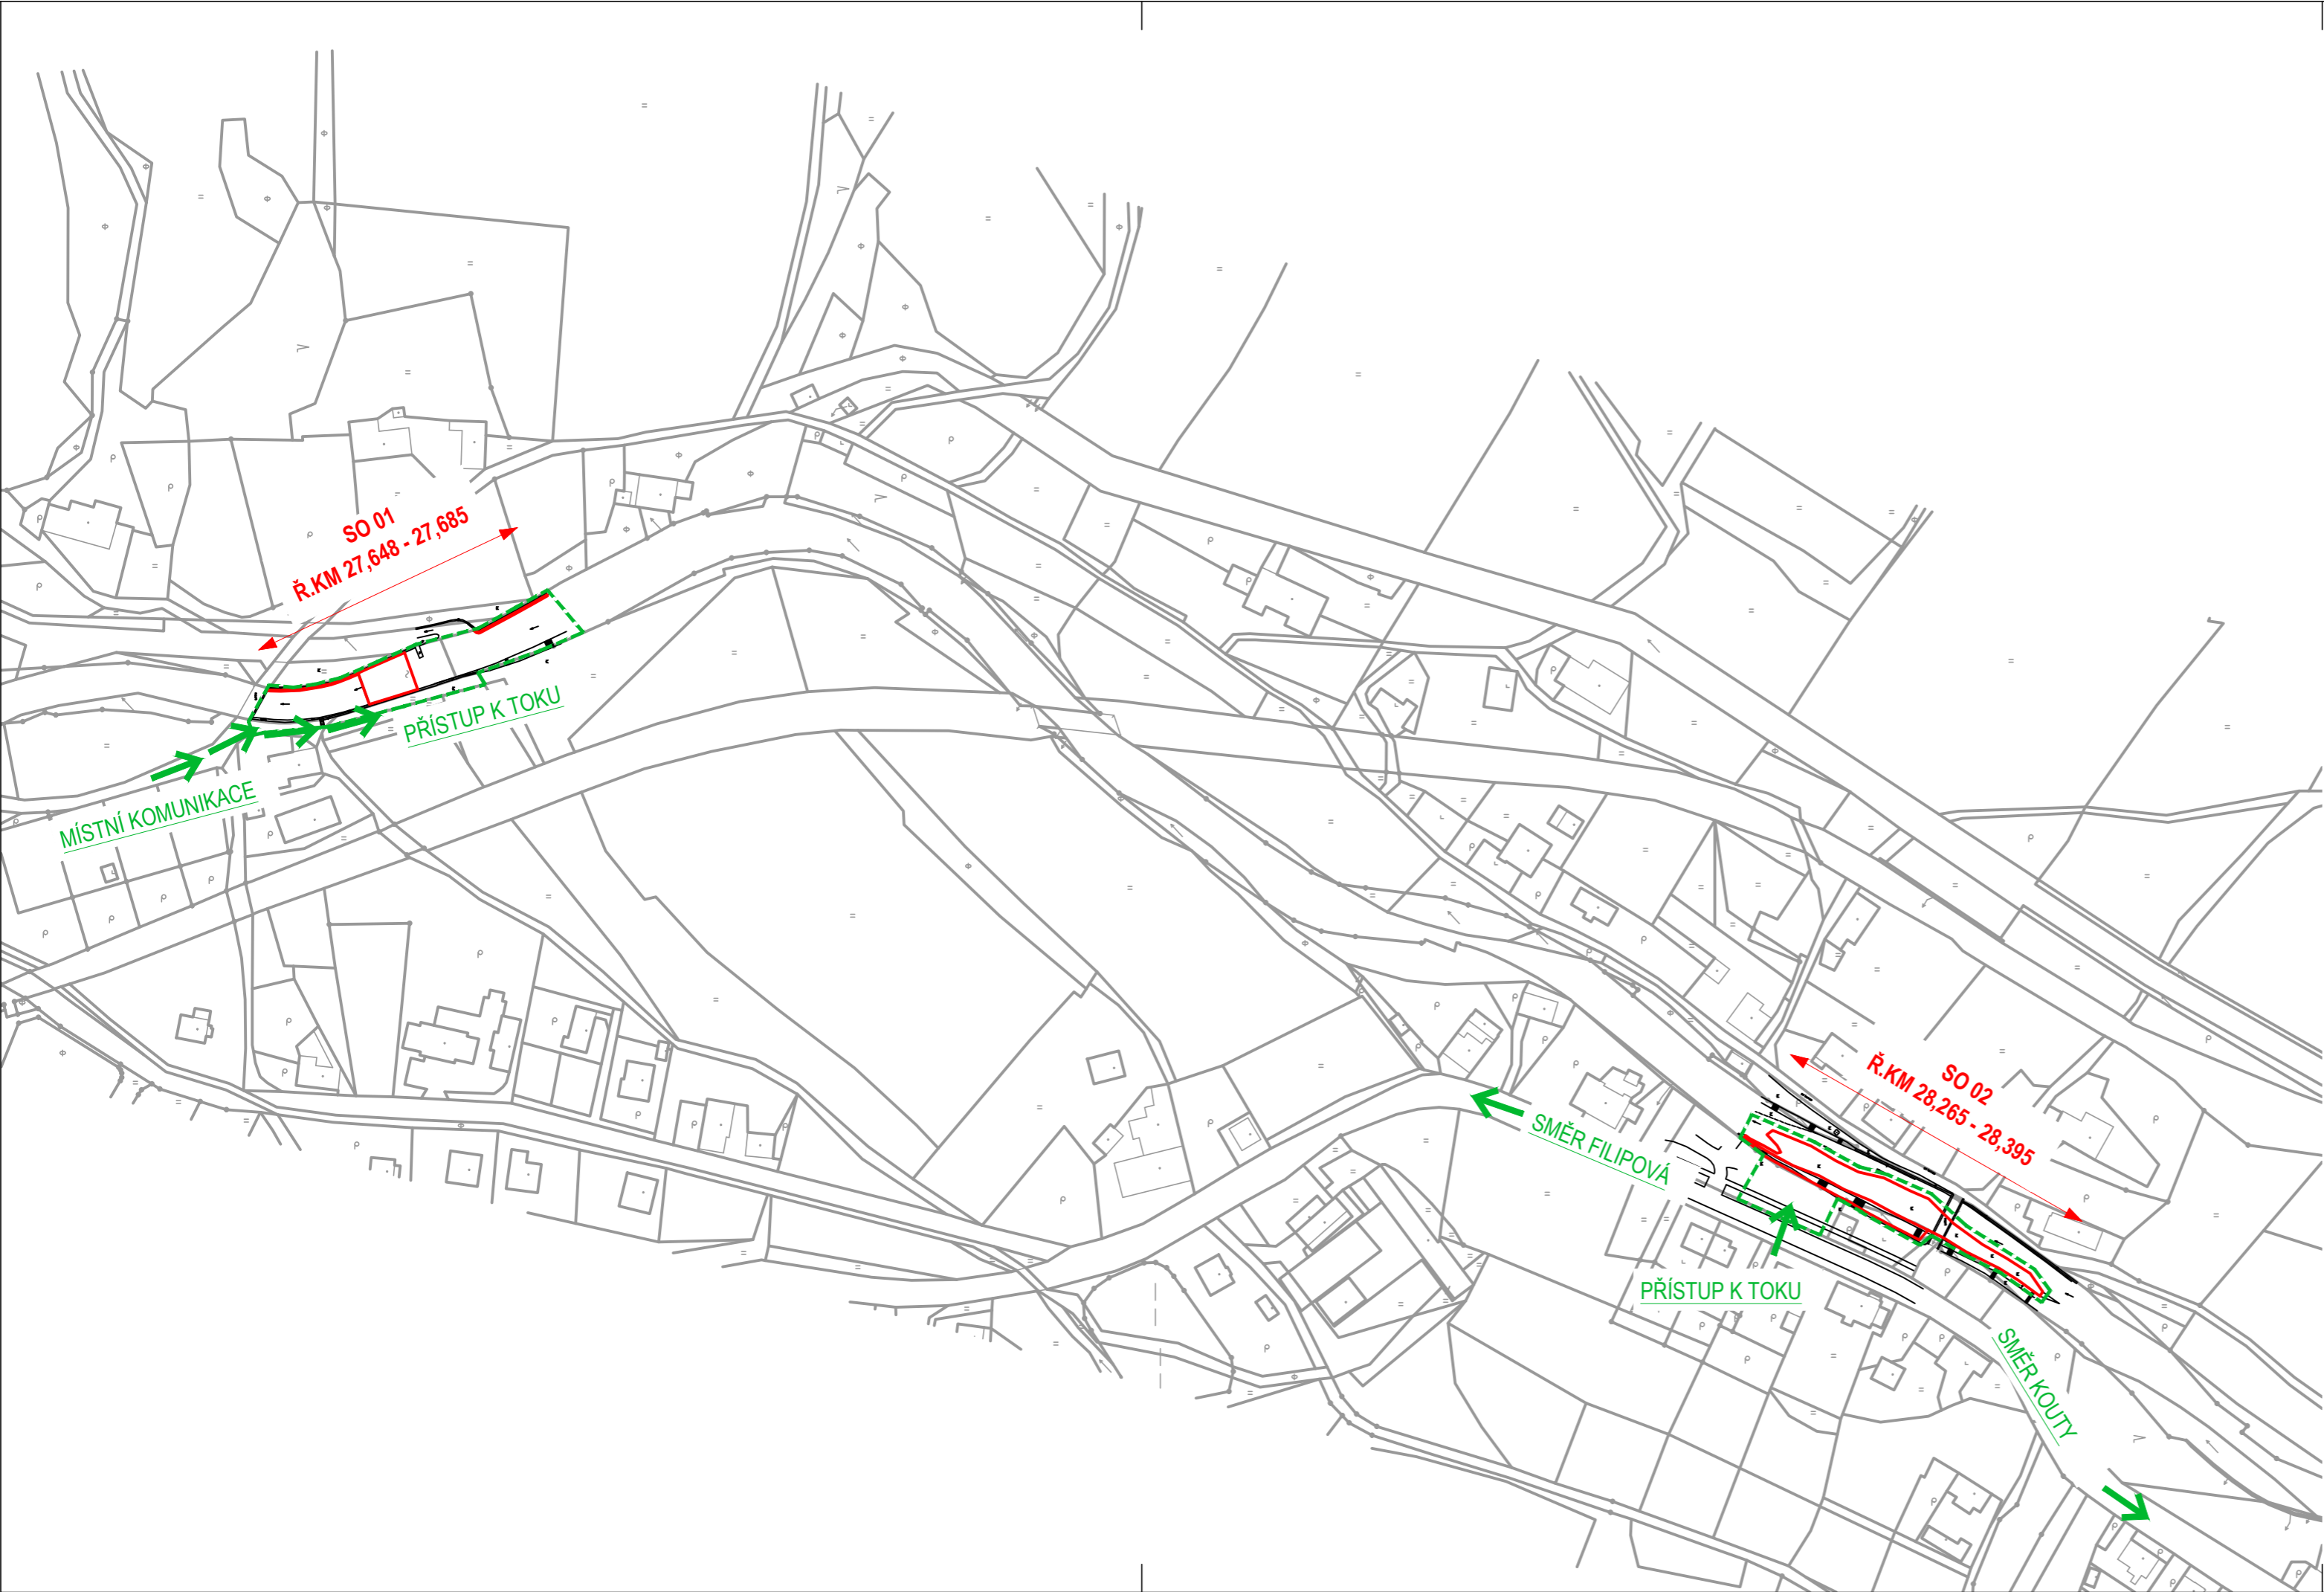 SO 01
Ř.KM 27,648 - 27,685
PŘÍSTUP K TOKU
MÍSTNÍ KOMUNIKACE
SO 02
Ř.KM 28,265 - 28,395
SMĚR FILIPOVÁ
PŘÍSTUP K TOKU
SMĚR KOUTY